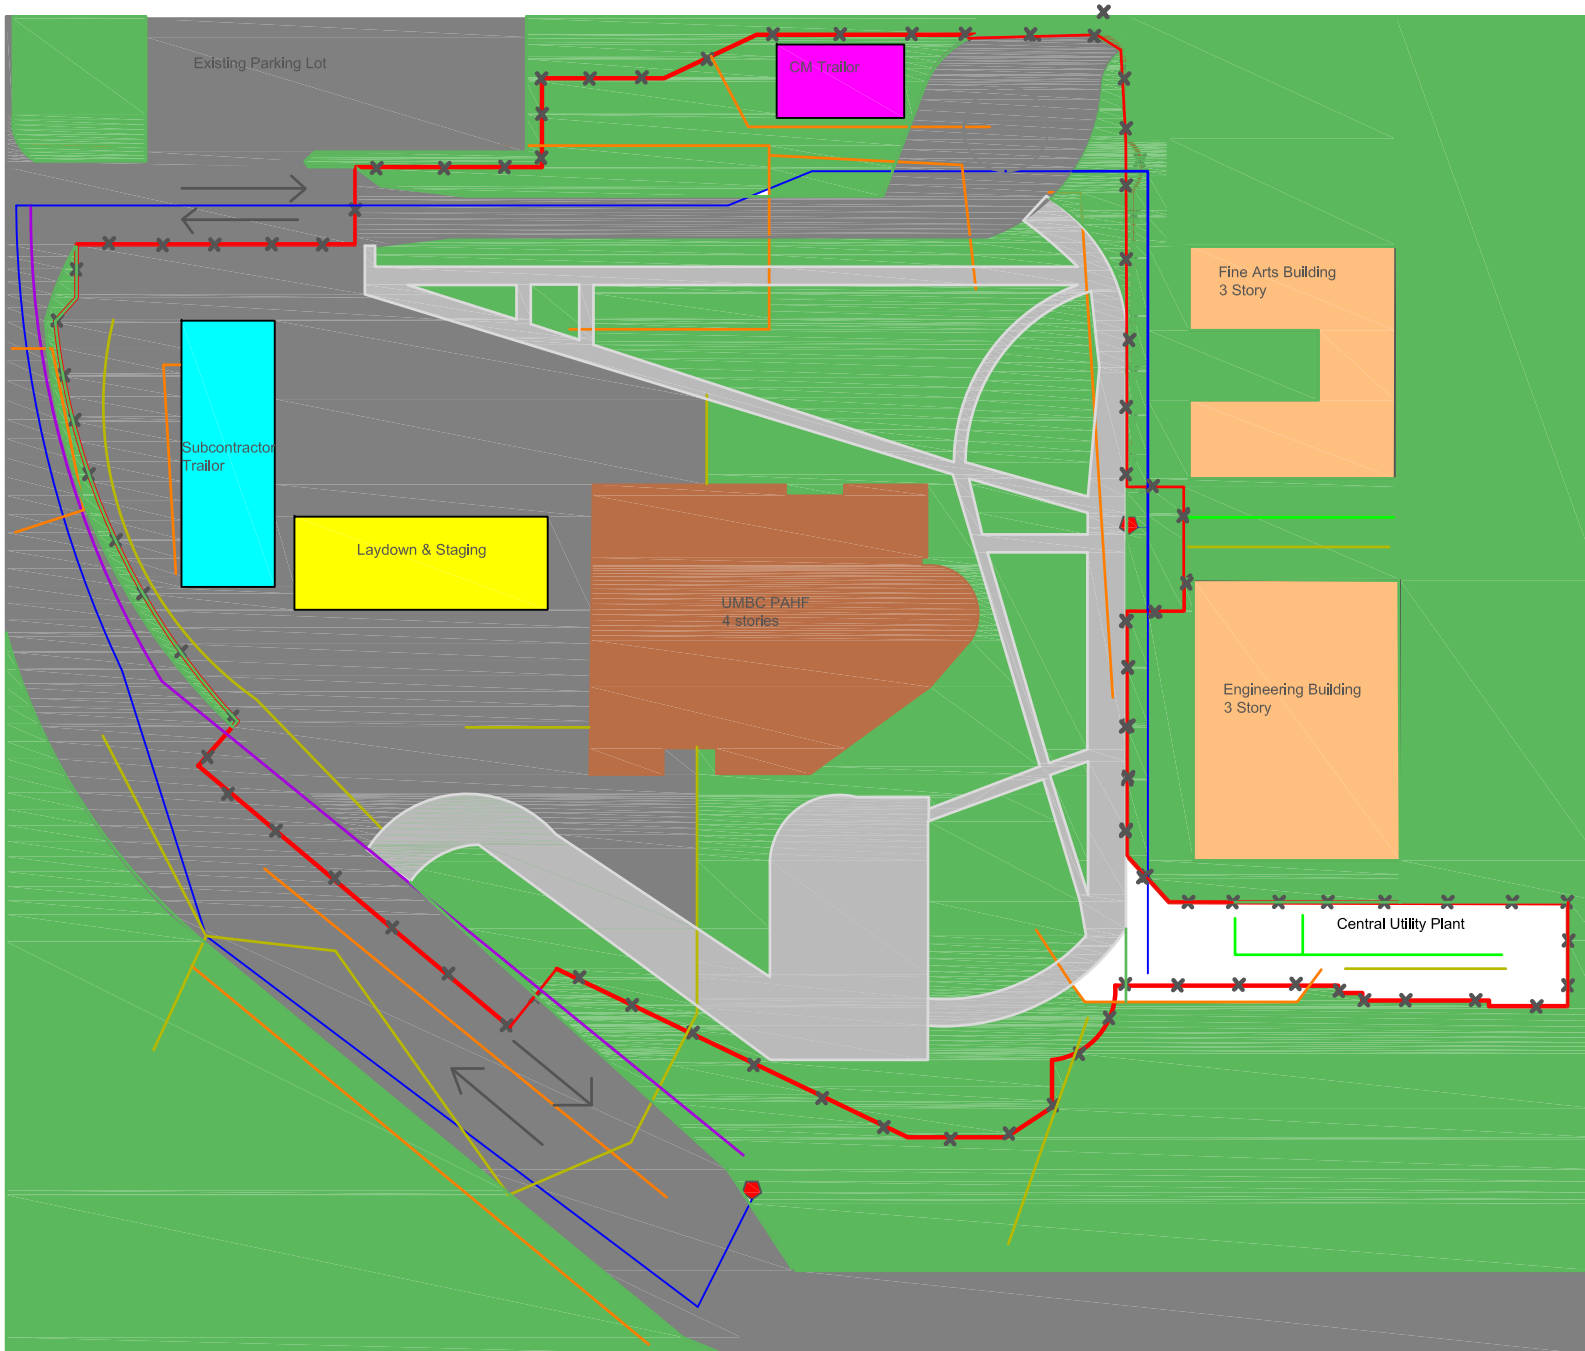 Existing Parking Lot
CM Trailor
Fine Arts Building
3 Story
Subcontractor
Trailor
Laydown & Staging
UMBC PAHF
4 stories
Engineering Building
3 Story
Central Utility Plant